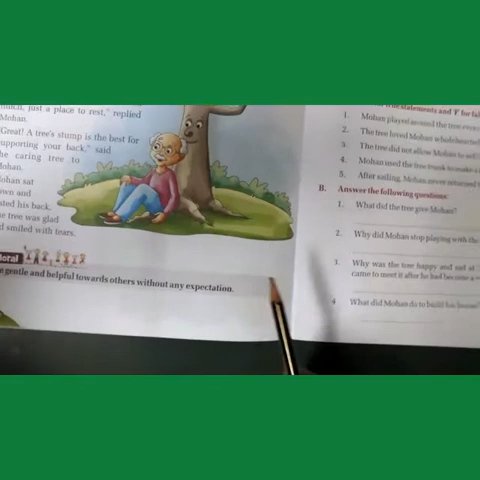 just a place to rest," replied
Mohan.
Great! A tree's stump is the best for
supporting your back," said
the caring tree to
Mohan.
Mohan sat
down and
his back.
tree was glad
smiled with tears.
Moral
gentle and helpful towards others without any expectation.
statements and 'F' for
1. Mohan played around the tree
2. The tree loved Mohan
3. The tree did not allow Mohan to
4. Mohan used the tree trunk to make a
5. After sailing, Mohan never returned
B. Answer the following questions:
1. What did the tree give Mohan?
2. Why did Mohan stop playing with the
3. Why was the tree happy and sad at
came to meet it after he had become a
4 What did Mohan do to build his house?